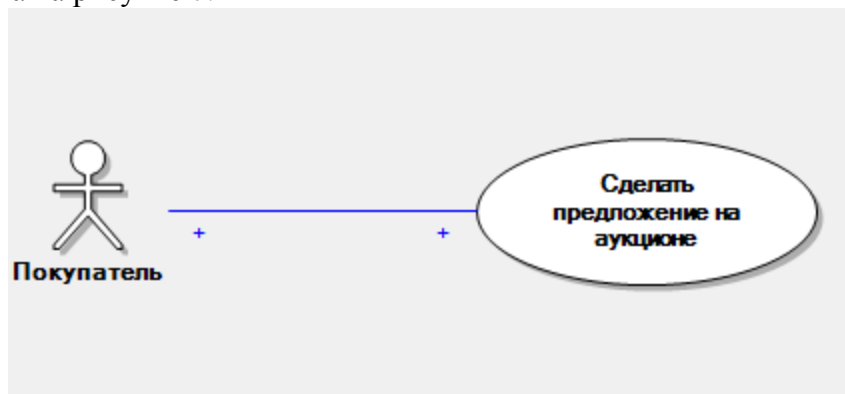 Сделать
предложение на
аукционе
+ +
Покупатель